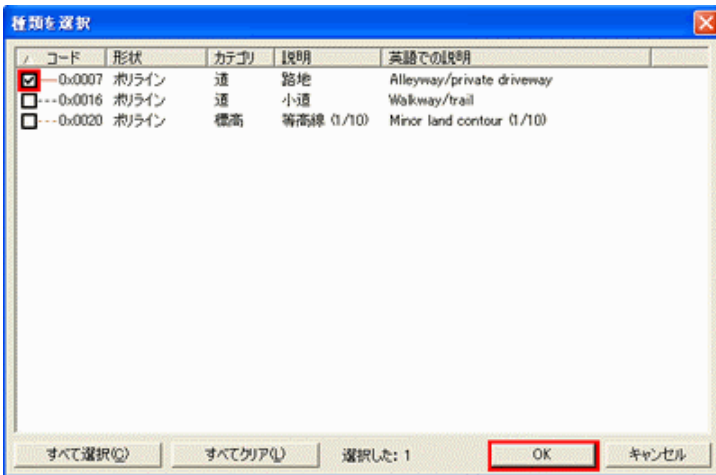 種類を選択
コード 形状 カテゴリ 説明 英語での説明
0x0007 ポリライン 道 路地 Alleyway/private driveway
0x0016 ポリライン 道 小道 Walkway/trail
0x0020 ポリライン 標高 等高線 (1/10) Minor land contour (1/10)
すべて選択(C) すべてクリア(L) 選択した: 1 OK キャンセル